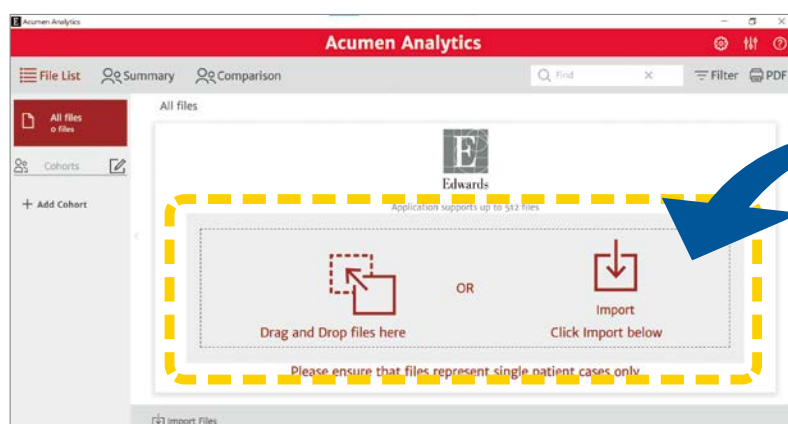 Acumen Analytics
Acumen Analytics
File List Summary Comparison Find Filter PDF
All files
0 files
All files
Cohorts
+ Add Cohort
E
Edwards
Application supports up to 512 files
OR
Import
Drag and Drop files here Click Import below
Please ensure that files represent single patient cases only
Import Files